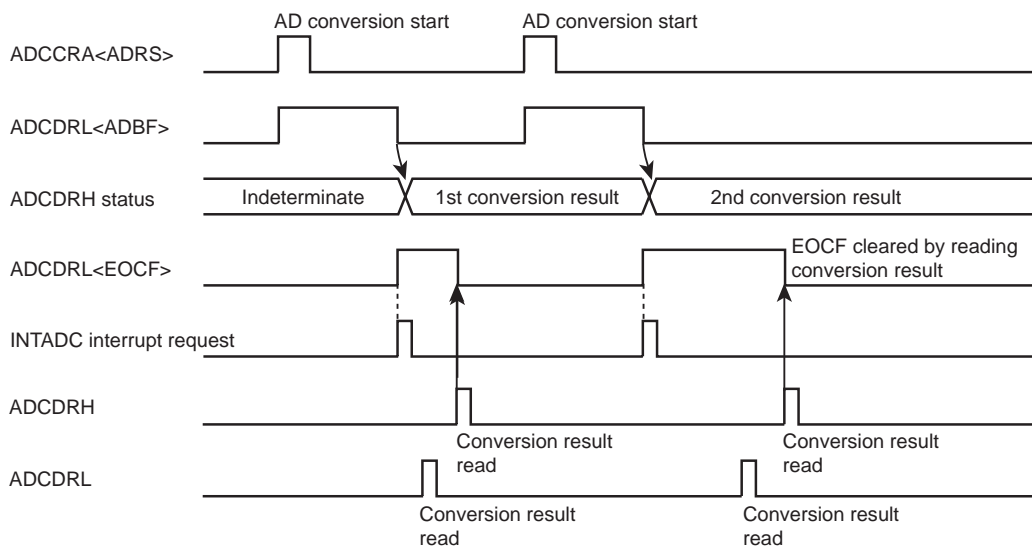 AD conversion start
AD conversion start
ADCCRA<ADRS>
ADCDRL<ADBF>
ADCDRH status
Indeterminate
1st conversion result
2nd conversion result
ADCDRL<EOCF>
EOCF cleared by reading
conversion result
INTADC interrupt request
ADCDRH
Conversion result
read
Conversion result
read
ADCDRL
Conversion result
read
Conversion result
read